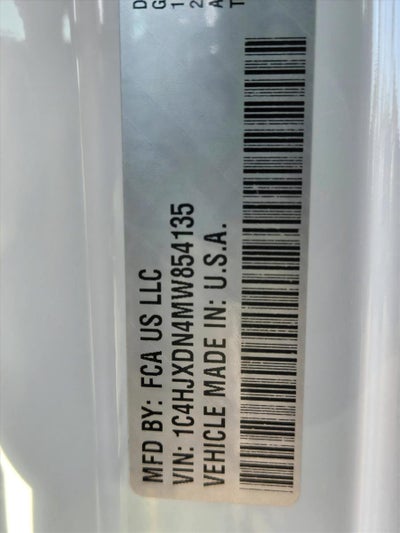 MFD BY: FCA US LLC
VIN: 1C4HJXDN4MW854135
VEHICLE MADE IN: U.S.A.